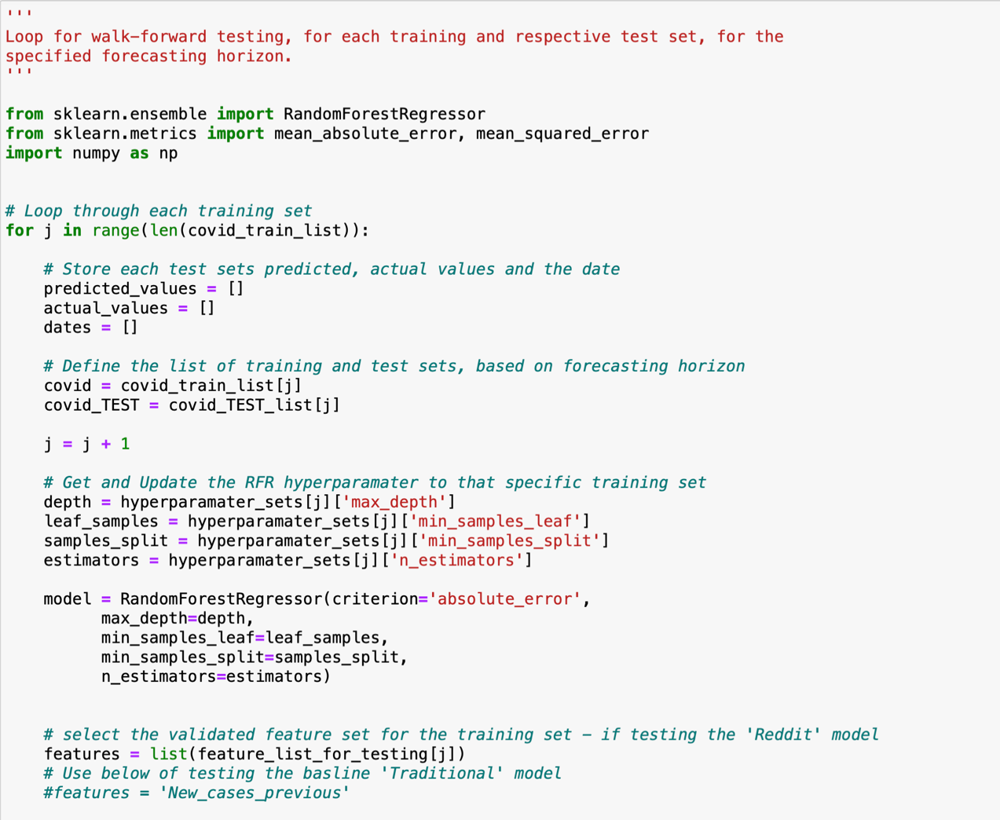 '''
Loop for walk-forward testing, for each training and respective test set, for the
specified forecasting horizon.
'''
from sklearn.ensemble import RandomForestRegressor
from sklearn.metrics import mean_absolute_error, mean_squared_error
import numpy as np
# Loop through each training set
for j in range(len(covid_train_list)):
    # Store each test sets predicted, actual values and the date
    predicted_values = []
    actual_values = []
    dates = []
    # Define the list of training and test sets, based on forecasting horizon
    covid = covid_train_list[j]
    covid_TEST = covid_TEST_list[j]
    j = j + 1
    # Get and Update the RFR hyperparamater to that specific training set
    depth = hyperparamater_sets[j]['max_depth']
    leaf_samples = hyperparamater_sets[j]['min_samples_leaf']
    samples_split = hyperparamater_sets[j]['min_samples_split']
    estimators = hyperparamater_sets[j]['n_estimators']
    model = RandomForestRegressor(criterion='absolute_error',
          max_depth=depth,
          min_samples_leaf=leaf_samples,
          min_samples_split=samples_split,
          n_estimators=estimators)
    # select the validated feature set for the training set – if testing the 'Reddit' model
    features = list(feature_list_for_testing[j])
    # Use below of testing the basline 'Traditional' model
    #features = 'New_cases_previous'